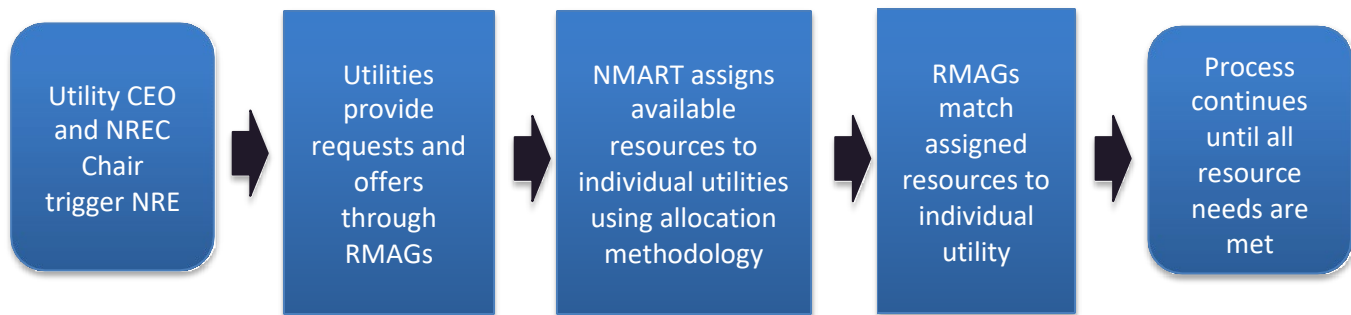 Utility CEO
and NREC
Chair
trigger NRE
Utilities
provide
requests and
offers
through
RMAGs
NMART assigns
available
resources to
individual utilities
using allocation
methodology
RMAGs
match
assigned
resources to
individual
utility
Process
continues
until all
resource
needs are
met